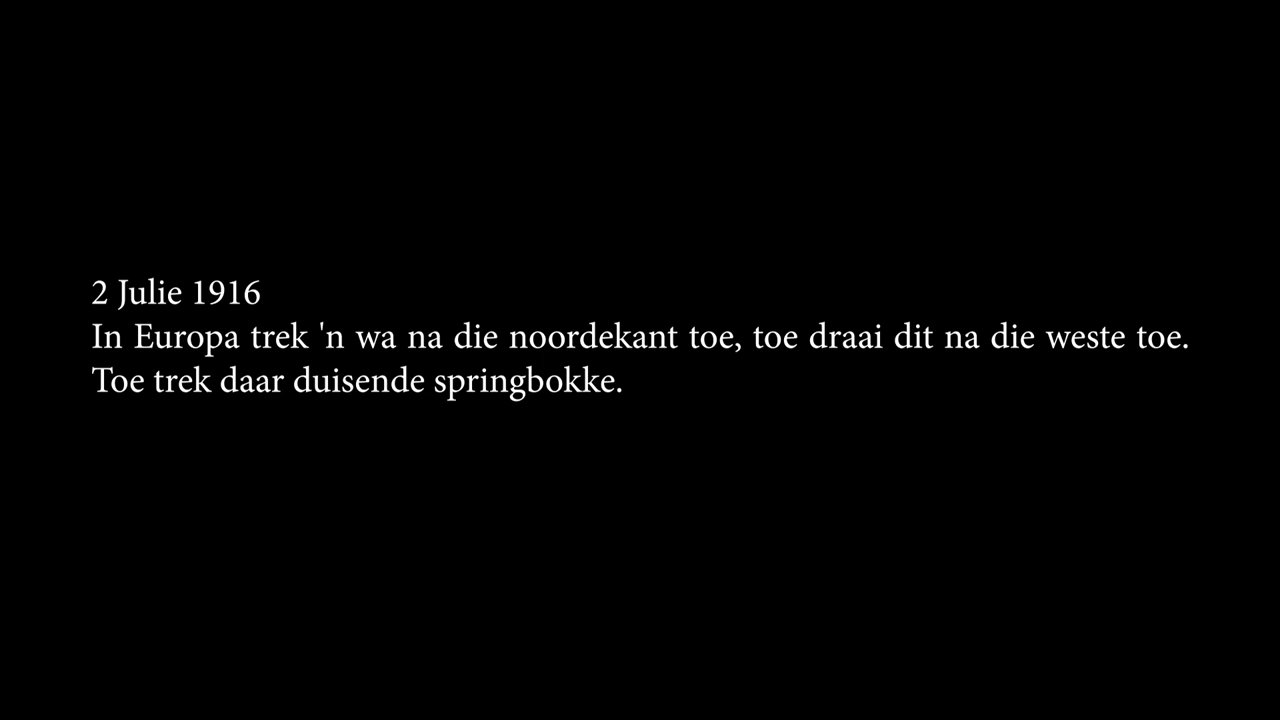 2 Julie 1916
In Europa trek 'n wa na die noordekant toe, toe draai dit na die weste toe.
Toe trek daar duisende springbokke.